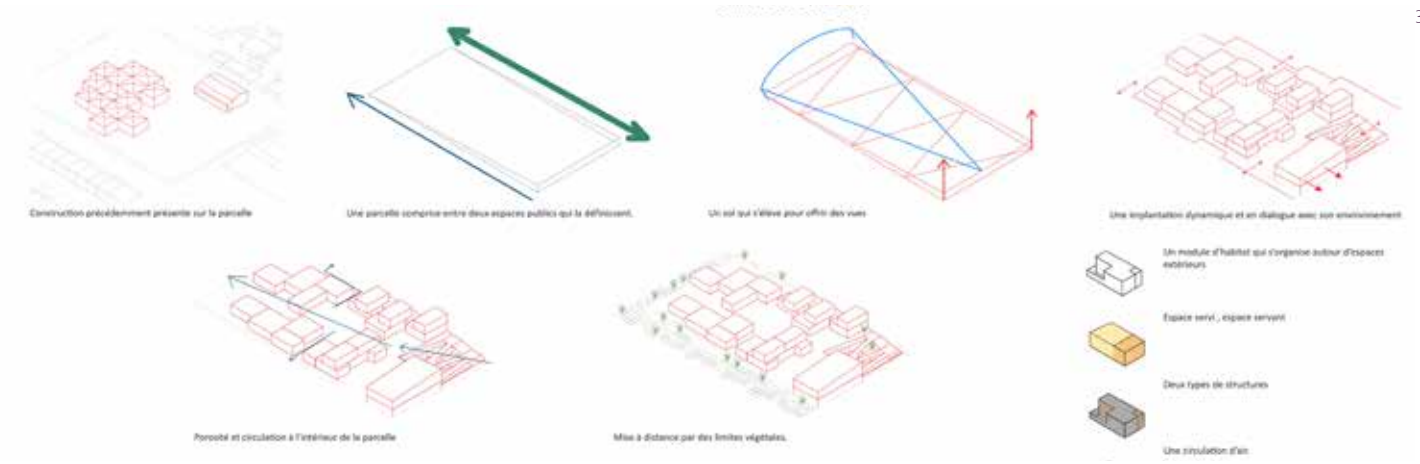 3
Construction précédemment présente sur la parcelle
Une parcelle comprise entre deux espaces publics qui la définissent.
Un sol qui s'élève pour offrir des vues
Une implantation dynamique et en dialogue avec son environnement
Un module d'habitat qui s'organise autour d'espaces
extérieurs
Espace servi , espace servant
Deux types de structures
Une circulation d'air
Porosité et circulation à l'intérieur de la parcelle
Mise à distance par des limites végétales.